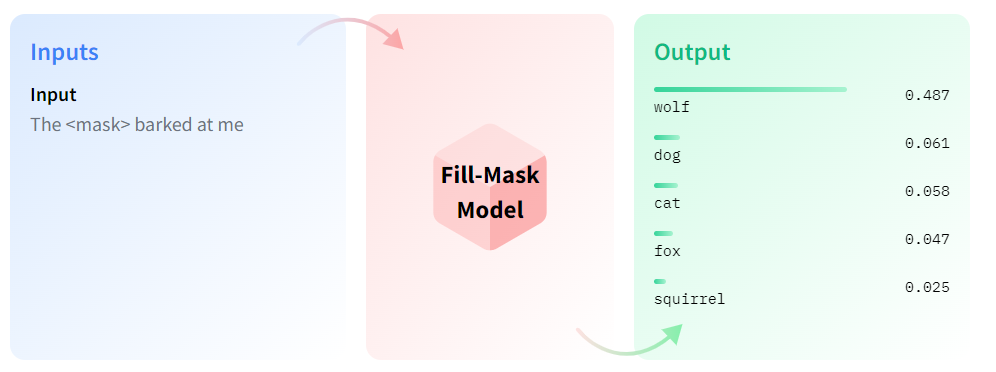 Inputs
Input
The <mask> barked at me
Fill-Mask
Model
Output
wolf 0.487
dog 0.061
cat 0.058
fox 0.047
squirrel 0.025